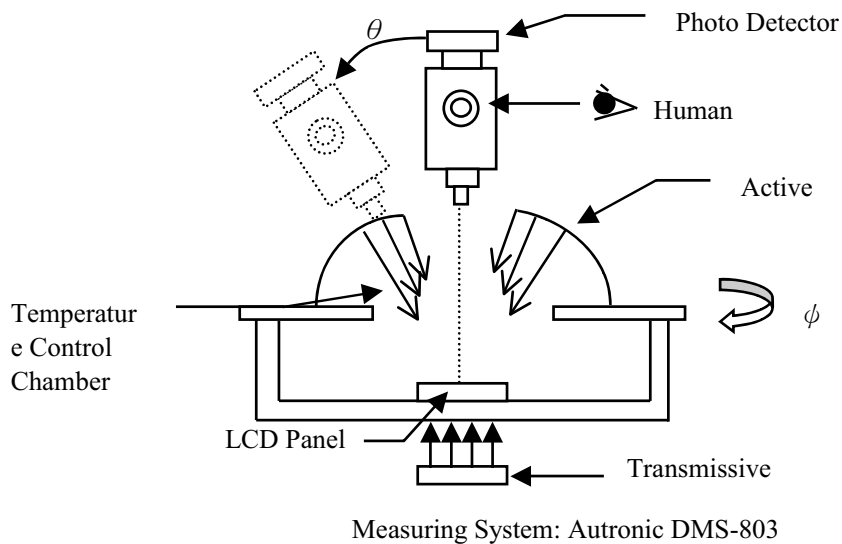 θ
Photo Detector
Human
Active
Temperatur
e Control
Chamber
ϕ
LCD Panel
Transmissive
Measuring System: Autronic DMS-803